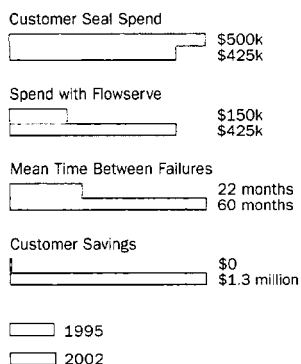 Customer Seal Spend
$500k
$425k
Spend with Flowserve
$150k
$425k
Mean Time Between Failures
22 months
60 months
Customer Savings
$0
$1.3 million
1995
2002